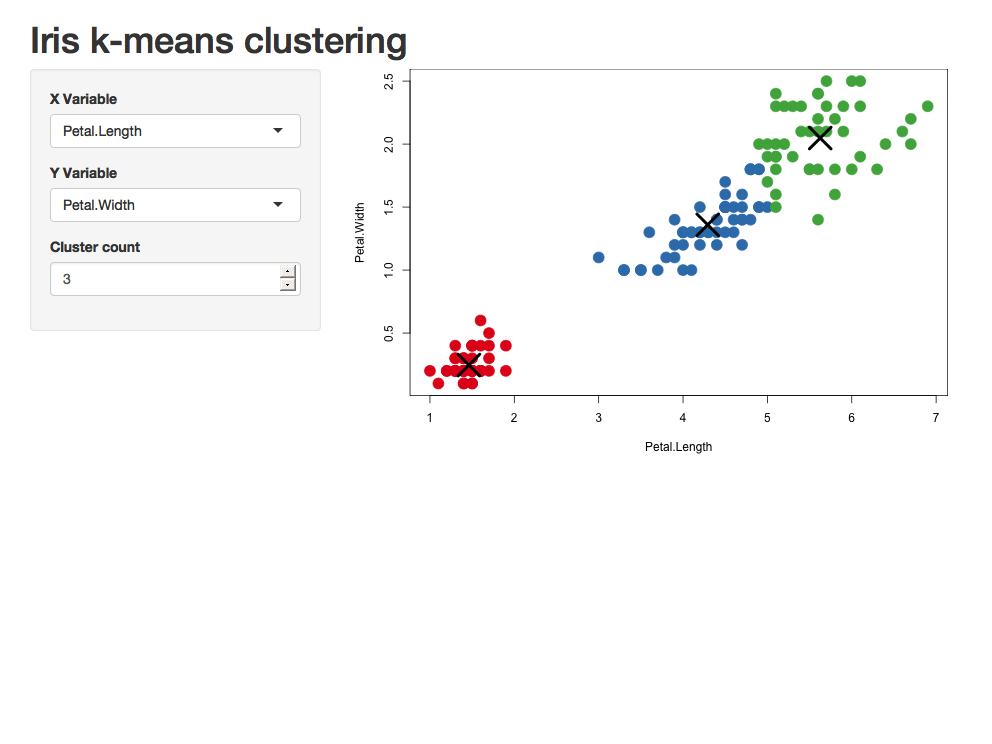 Iris k-means clustering
X Variable
Petal.Length
Y Variable
Petal.Width
Cluster count
3
Petal.Width
2.5
2.0
1.5
1.0
0.5
1 2 3 4 5 6 7
Petal.Length